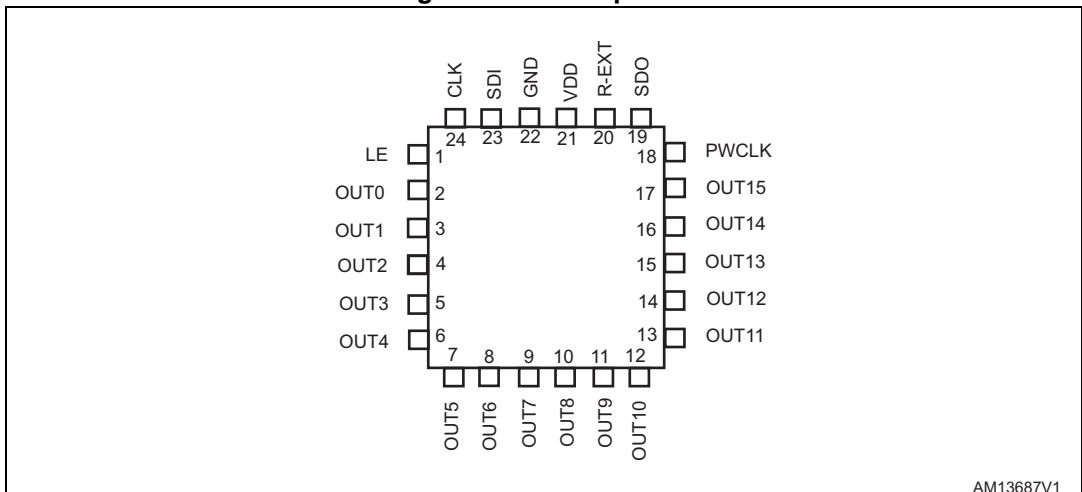 CLK SDI GND VDD R-EXT SDO
24 23 22 21 20 19
LE 1 18 PWCLK
OUT0 2 17 OUT15
OUT1 3 16 OUT14
OUT2 4 15 OUT13
OUT3 5 14 OUT12
OUT4 6 13 OUT11
7 8 9 10 11 12
OUT5 OUT6 OUT7 OUT8 OUT9 OUT10
AM13687V1